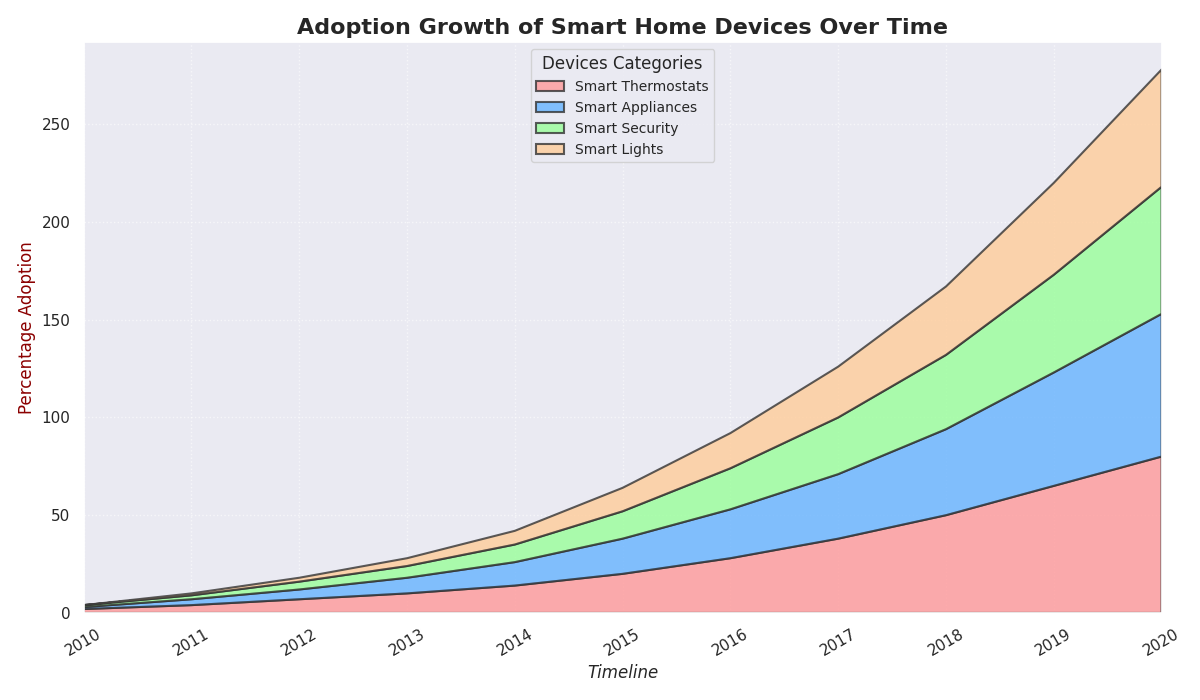 Adoption Growth of Smart Home Devices Over Time
Devices Categories
Smart Thermostats
Smart Appliances
Smart Security
Smart Lights
Percentage Adoption
250
200
150
100
50
0
2010
2011
2012
2013
2014
2015
2016
2017
2018
2019
2020
Timeline